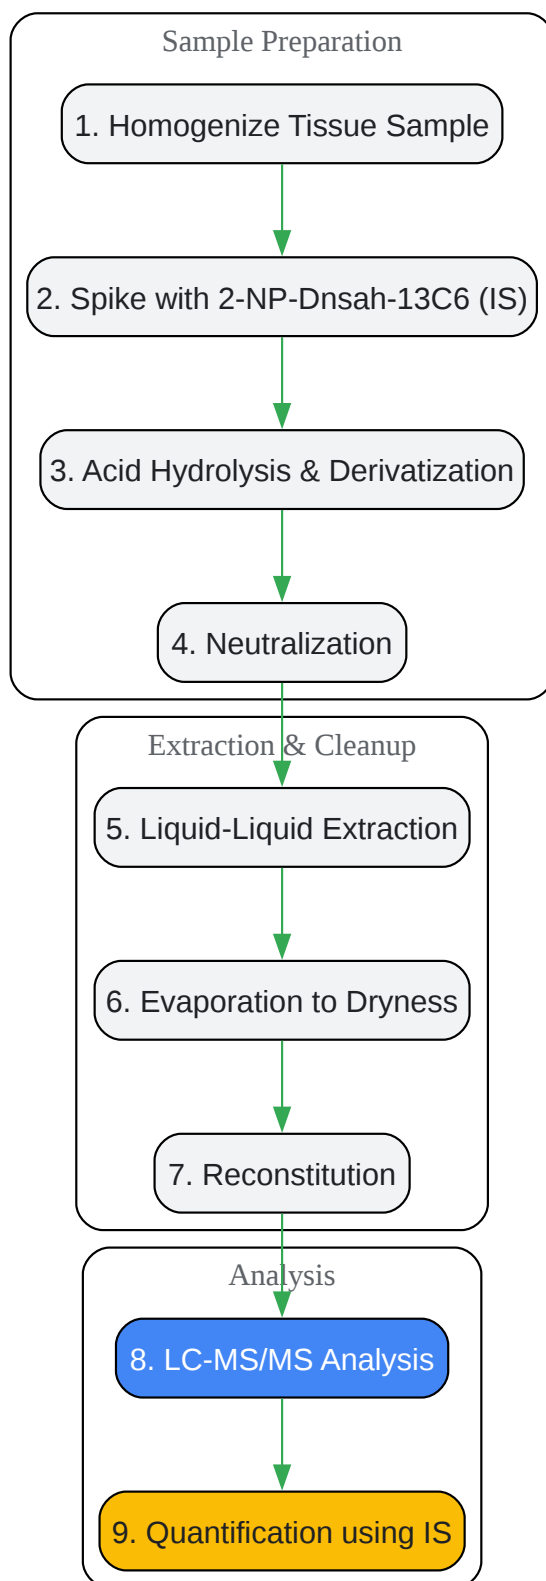 Sample Preparation
1. Homogenize Tissue Sample
2. Spike with 2-NP-Dnsah-13C6 (IS)
3. Acid Hydrolysis & Derivatization
4. Neutralization
Extraction & Cleanup
5. Liquid-Liquid Extraction
6. Evaporation to Dryness
7. Reconstitution
Analysis
8. LC-MS/MS Analysis
9. Quantification using IS